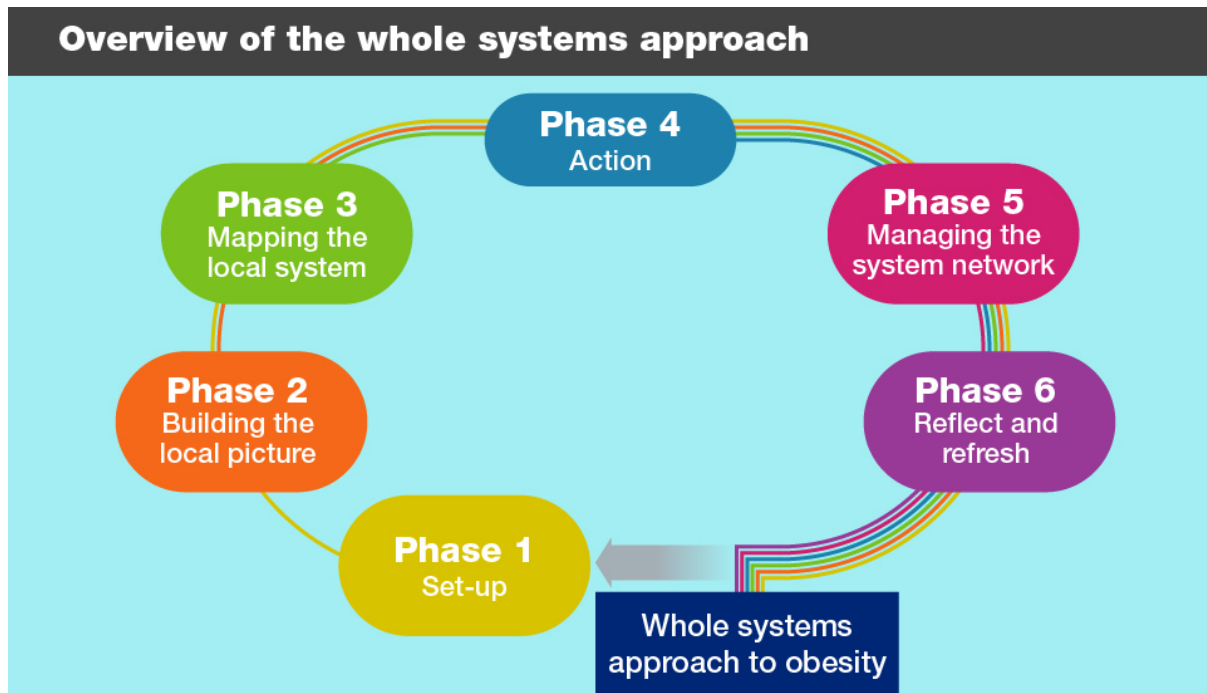 Overview of the whole systems approach
Phase 4
Action
Phase 3
Mapping the
local system
Phase 5
Managing the
system network
Phase 2
Building the
local picture
Phase 6
Reflect and
refresh
Phase 1
Set-up
Whole systems
approach to obesity